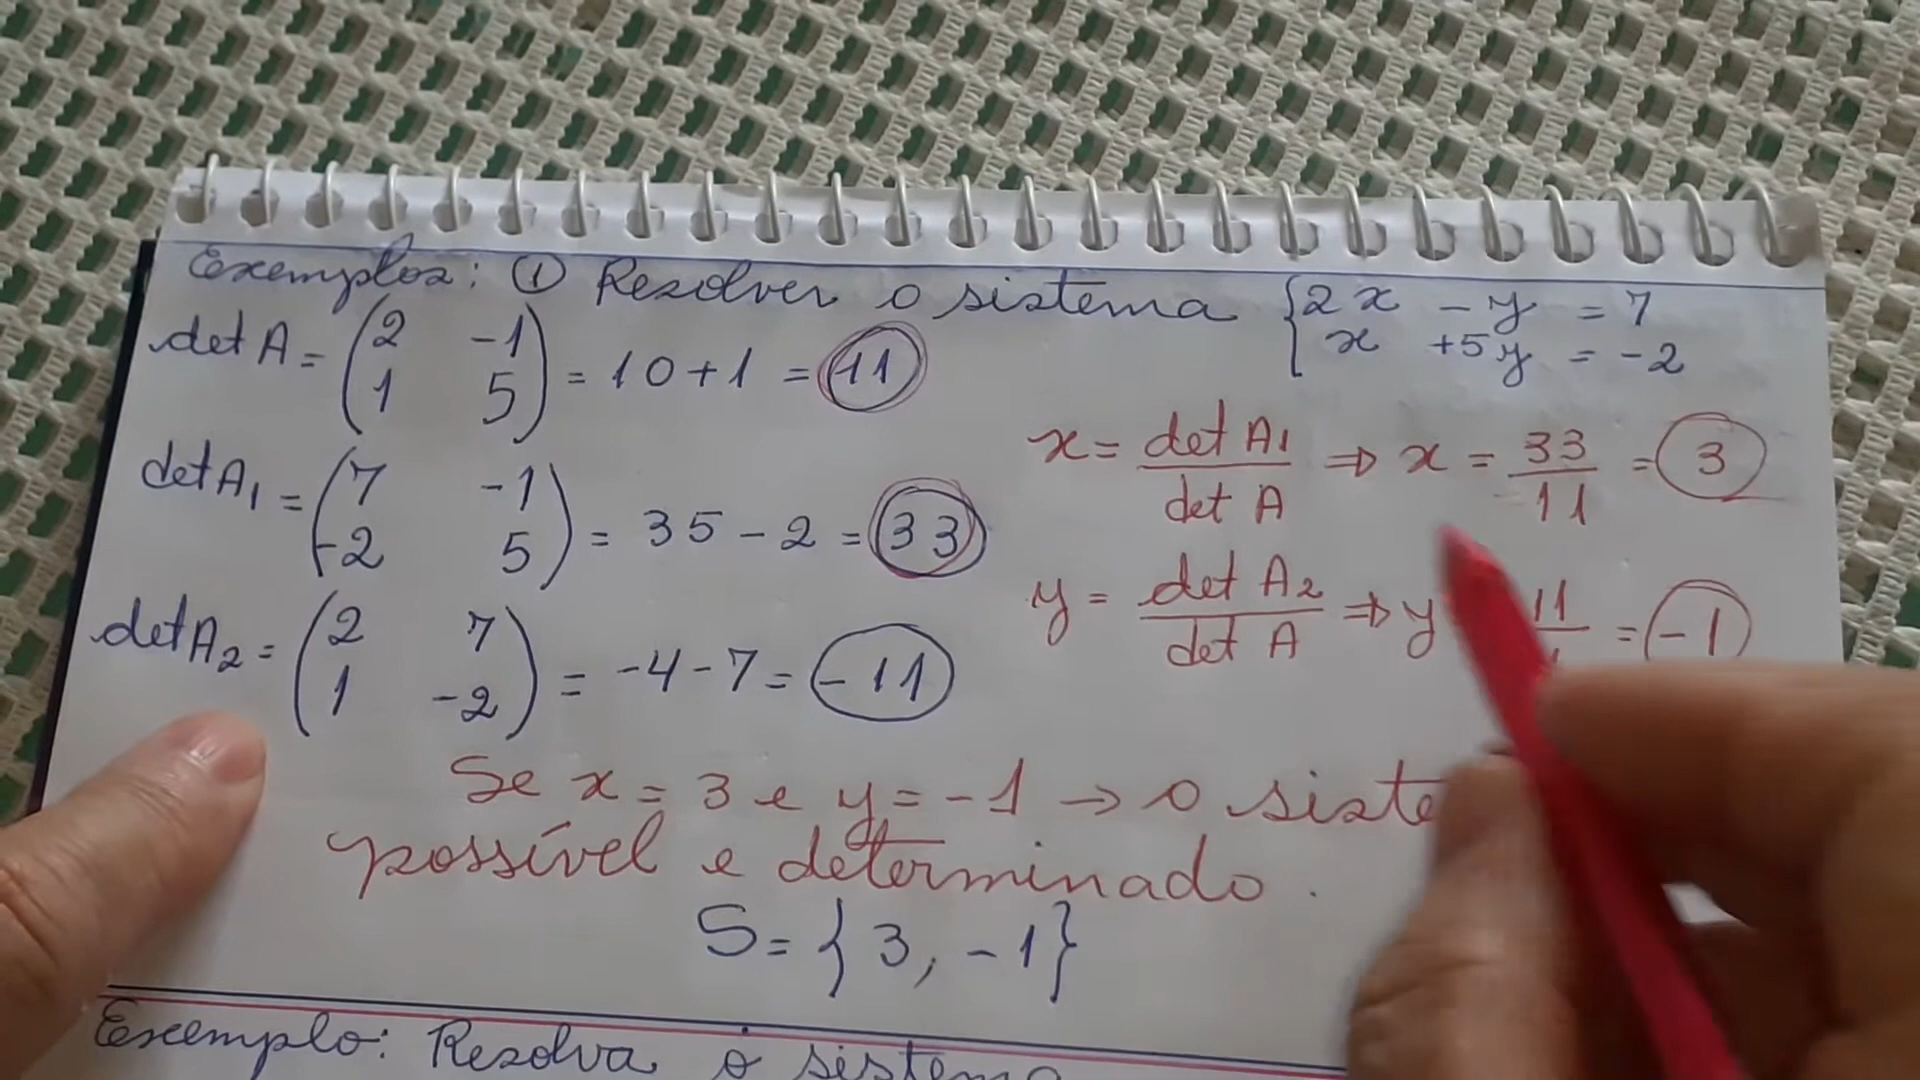 Exemplos: ① Resolver o sistema { 2x - y = 7
x + 5y = -2
det A = ( 2 -1
1 5 ) = 10 + 1 = 11
det A1 = ( 7 -1
-2 5 ) = 35 - 2 = 33
det A2 = ( 2 7
1 -2 ) = -4 - 7 = -11
x = det A1 / det A ⇒ x = 33 / 11 = 3
y = det A2 / det A ⇒ y 11 = -1
Se x = 3 e y = -1 → o
possível e determinado.
S = { 3, -1 }
Exemplo: Resolva o